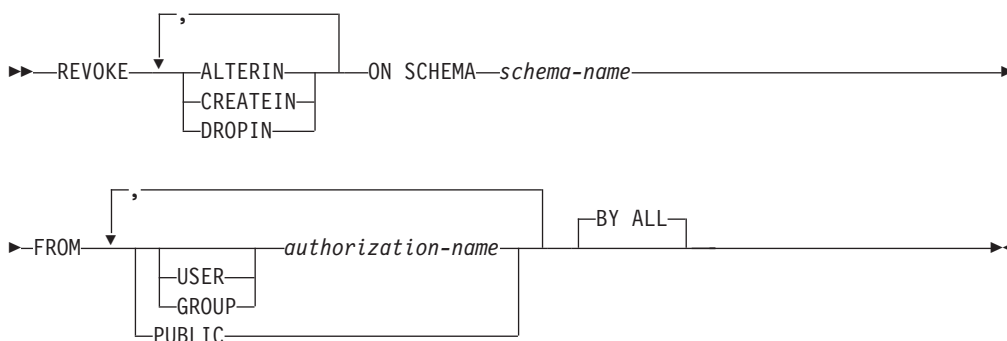 ,
REVOKE ALTERIN ON SCHEMA schema-name
CREATEIN
DROPIN
,
BY ALL
FROM authorization-name
USER
GROUP
PUBLIC